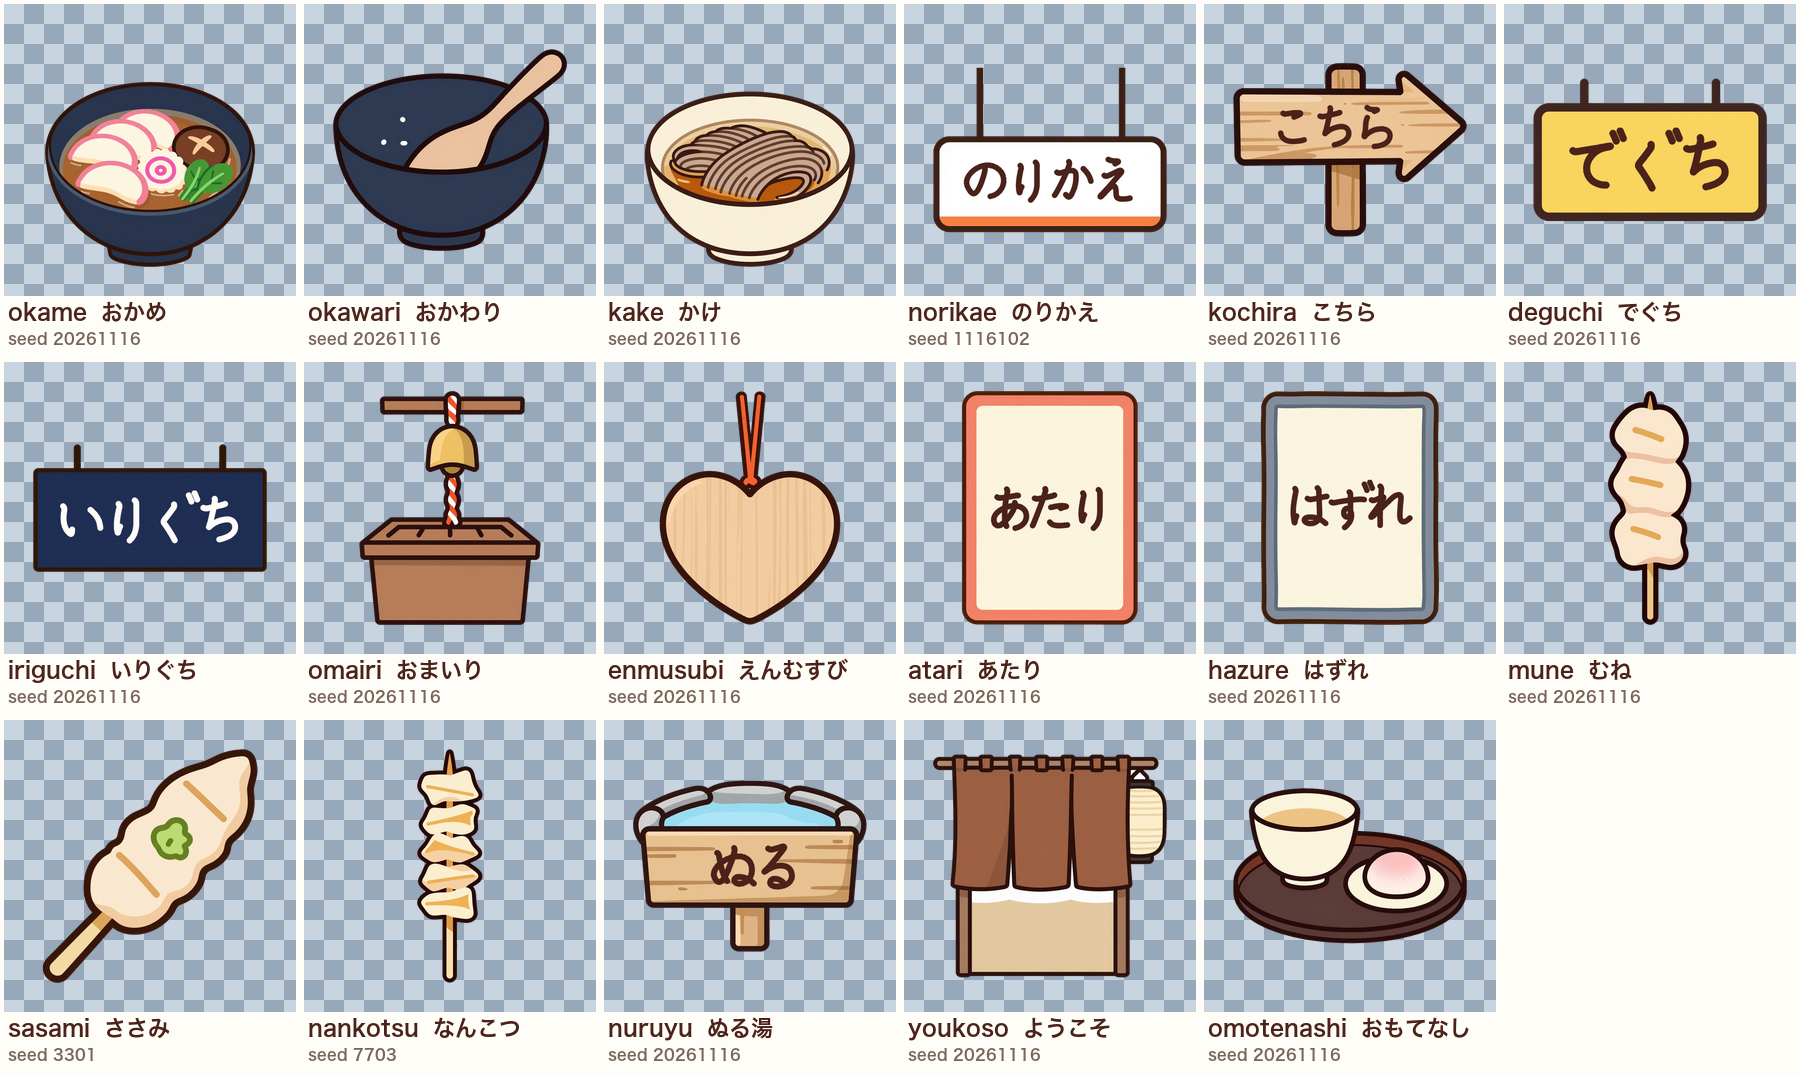 のりかえ
こちら
でぐち
okame おかめ
seed 20261116
okawari おかわり
seed 20261116
kake かけ
seed 20261116
norikae のりかえ
seed 1116102
kochira こちら
seed 20261116
deguchi でぐち
seed 20261116
いりぐち
あたり
はずれ
iriguchi いりぐち
seed 20261116
omairi おまいり
seed 20261116
enmusubi えんむすび
seed 20261116
atari あたり
seed 20261116
hazure はずれ
seed 20261116
mune むね
seed 20261116
ぬる
sasami ささみ
seed 3301
nankotsu なんこつ
seed 7703
nuruyu ぬる湯
seed 20261116
youkoso ようこそ
seed 20261116
omotenashi おもてなし
seed 20261116